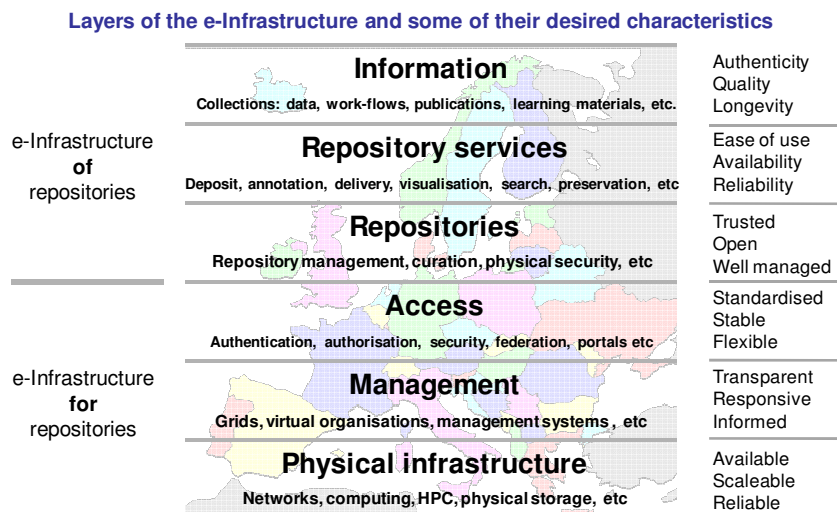 Layers of the e-Infrastructure and some of their desired characteristics
e-Infrastructure
of
repositories
Information
Collections: data, work-flows, publications, learning materials, etc.
Authenticity
Quality
Longevity
Repository services
Deposit, annotation, delivery, visualisation, search, preservation, etc
Ease of use
Availability
Reliability
Repositories
Repository management, curation, physical security, etc
Trusted
Open
Well managed
e-Infrastructure
for
repositories
Access
Authentication, authorisation, security, federation, portals etc
Standardised
Stable
Flexible
Management
Grids, virtual organisations, management systems , etc
Transparent
Responsive
Informed
Physical infrastructure
Networks, computing, HPC, physical storage, etc
Available
Scaleable
Reliable